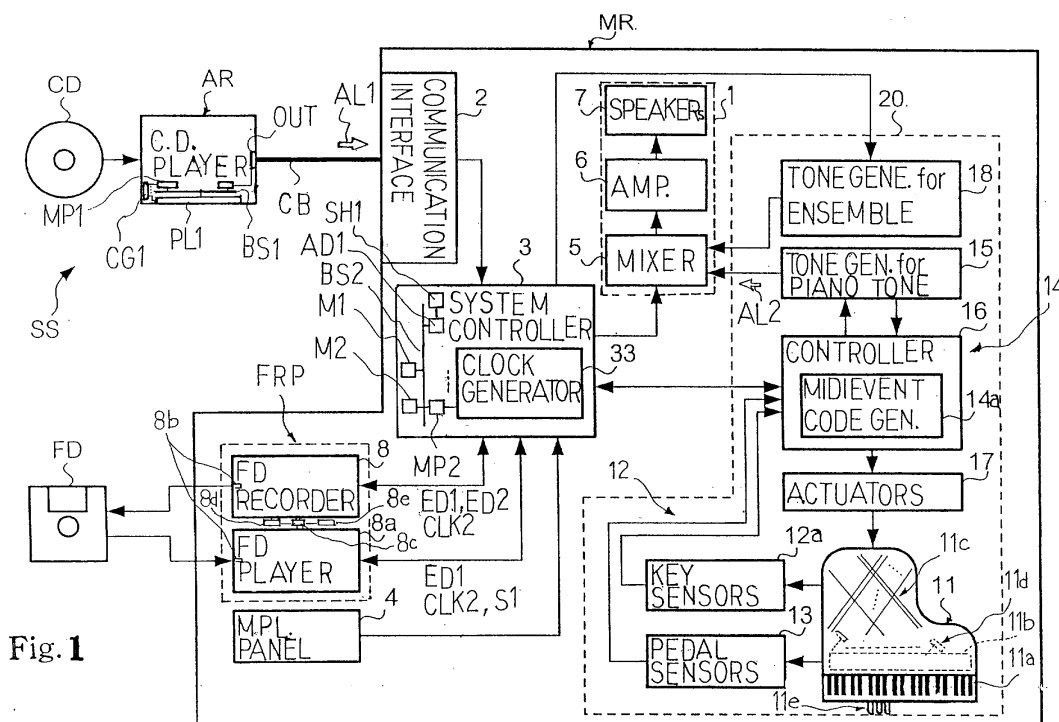 MR.
CD
AR
OUT
AL1
C.D.
PLAYER
MP1
CG1
PL1
BS1
CB
SS
COMMUNICATION
INTERFACE
2
7
SPEAKERs
1
6
AMP.
5
MIXER
20.
TONE GENE. for
ENSEMBLE
18
TONE GEN. for
PIANO TONE
15
AL2
14
16
CONTROLLER
MIDIEVENT
CODE GEN.
14a
17
ACTUATORS
SH1
AD1
BS2
M1
M2
3
SYSTEM
CONTROLLER
33
CLOCK
GENERATOR
MP2
FRP
8b
FD
8
FD
RECORDER
8d
8e
8a
8c
FD
PLAYER
ED1,ED2
CLK2
ED1
CLK2, S1
4
M.PL.
PANEL
12
12a
KEY
SENSORS
13
PEDAL
SENSORS
11c
11
11d
11b
11a
11e
Fig. 1